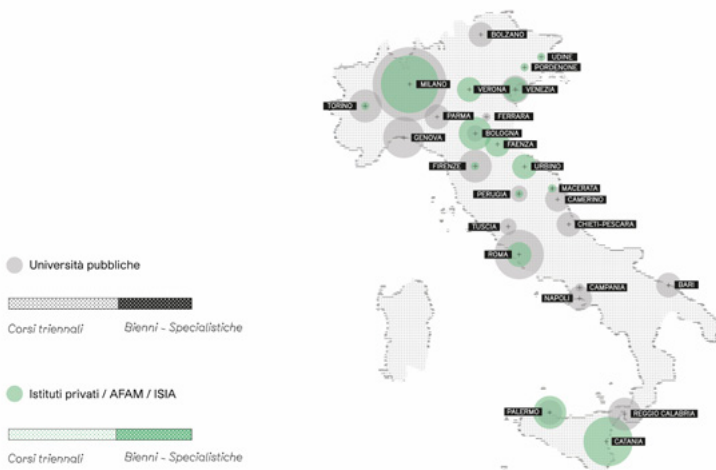 BOLZANO
UDINE
PORDENONE
MILANO
VERONA
VENEZIA
TORINO
PARMA
FERRARA
GENOVA
BOLOGNA
FAENZA
FIRENZE
URBINO
PERUGIA
MACERATA
CAMERINO
TUSCIA
CHIETI-PESCARA
ROMA
Università pubbliche
CAMPANIA
BARI
NAPOLI
Corsi triennali
Bienni - Specialistiche
Istituti privati / AFAM / ISIA
PALERMO
REGGIO CALABRIA
CATANIA
Corsi triennali
Bienni - Specialistiche